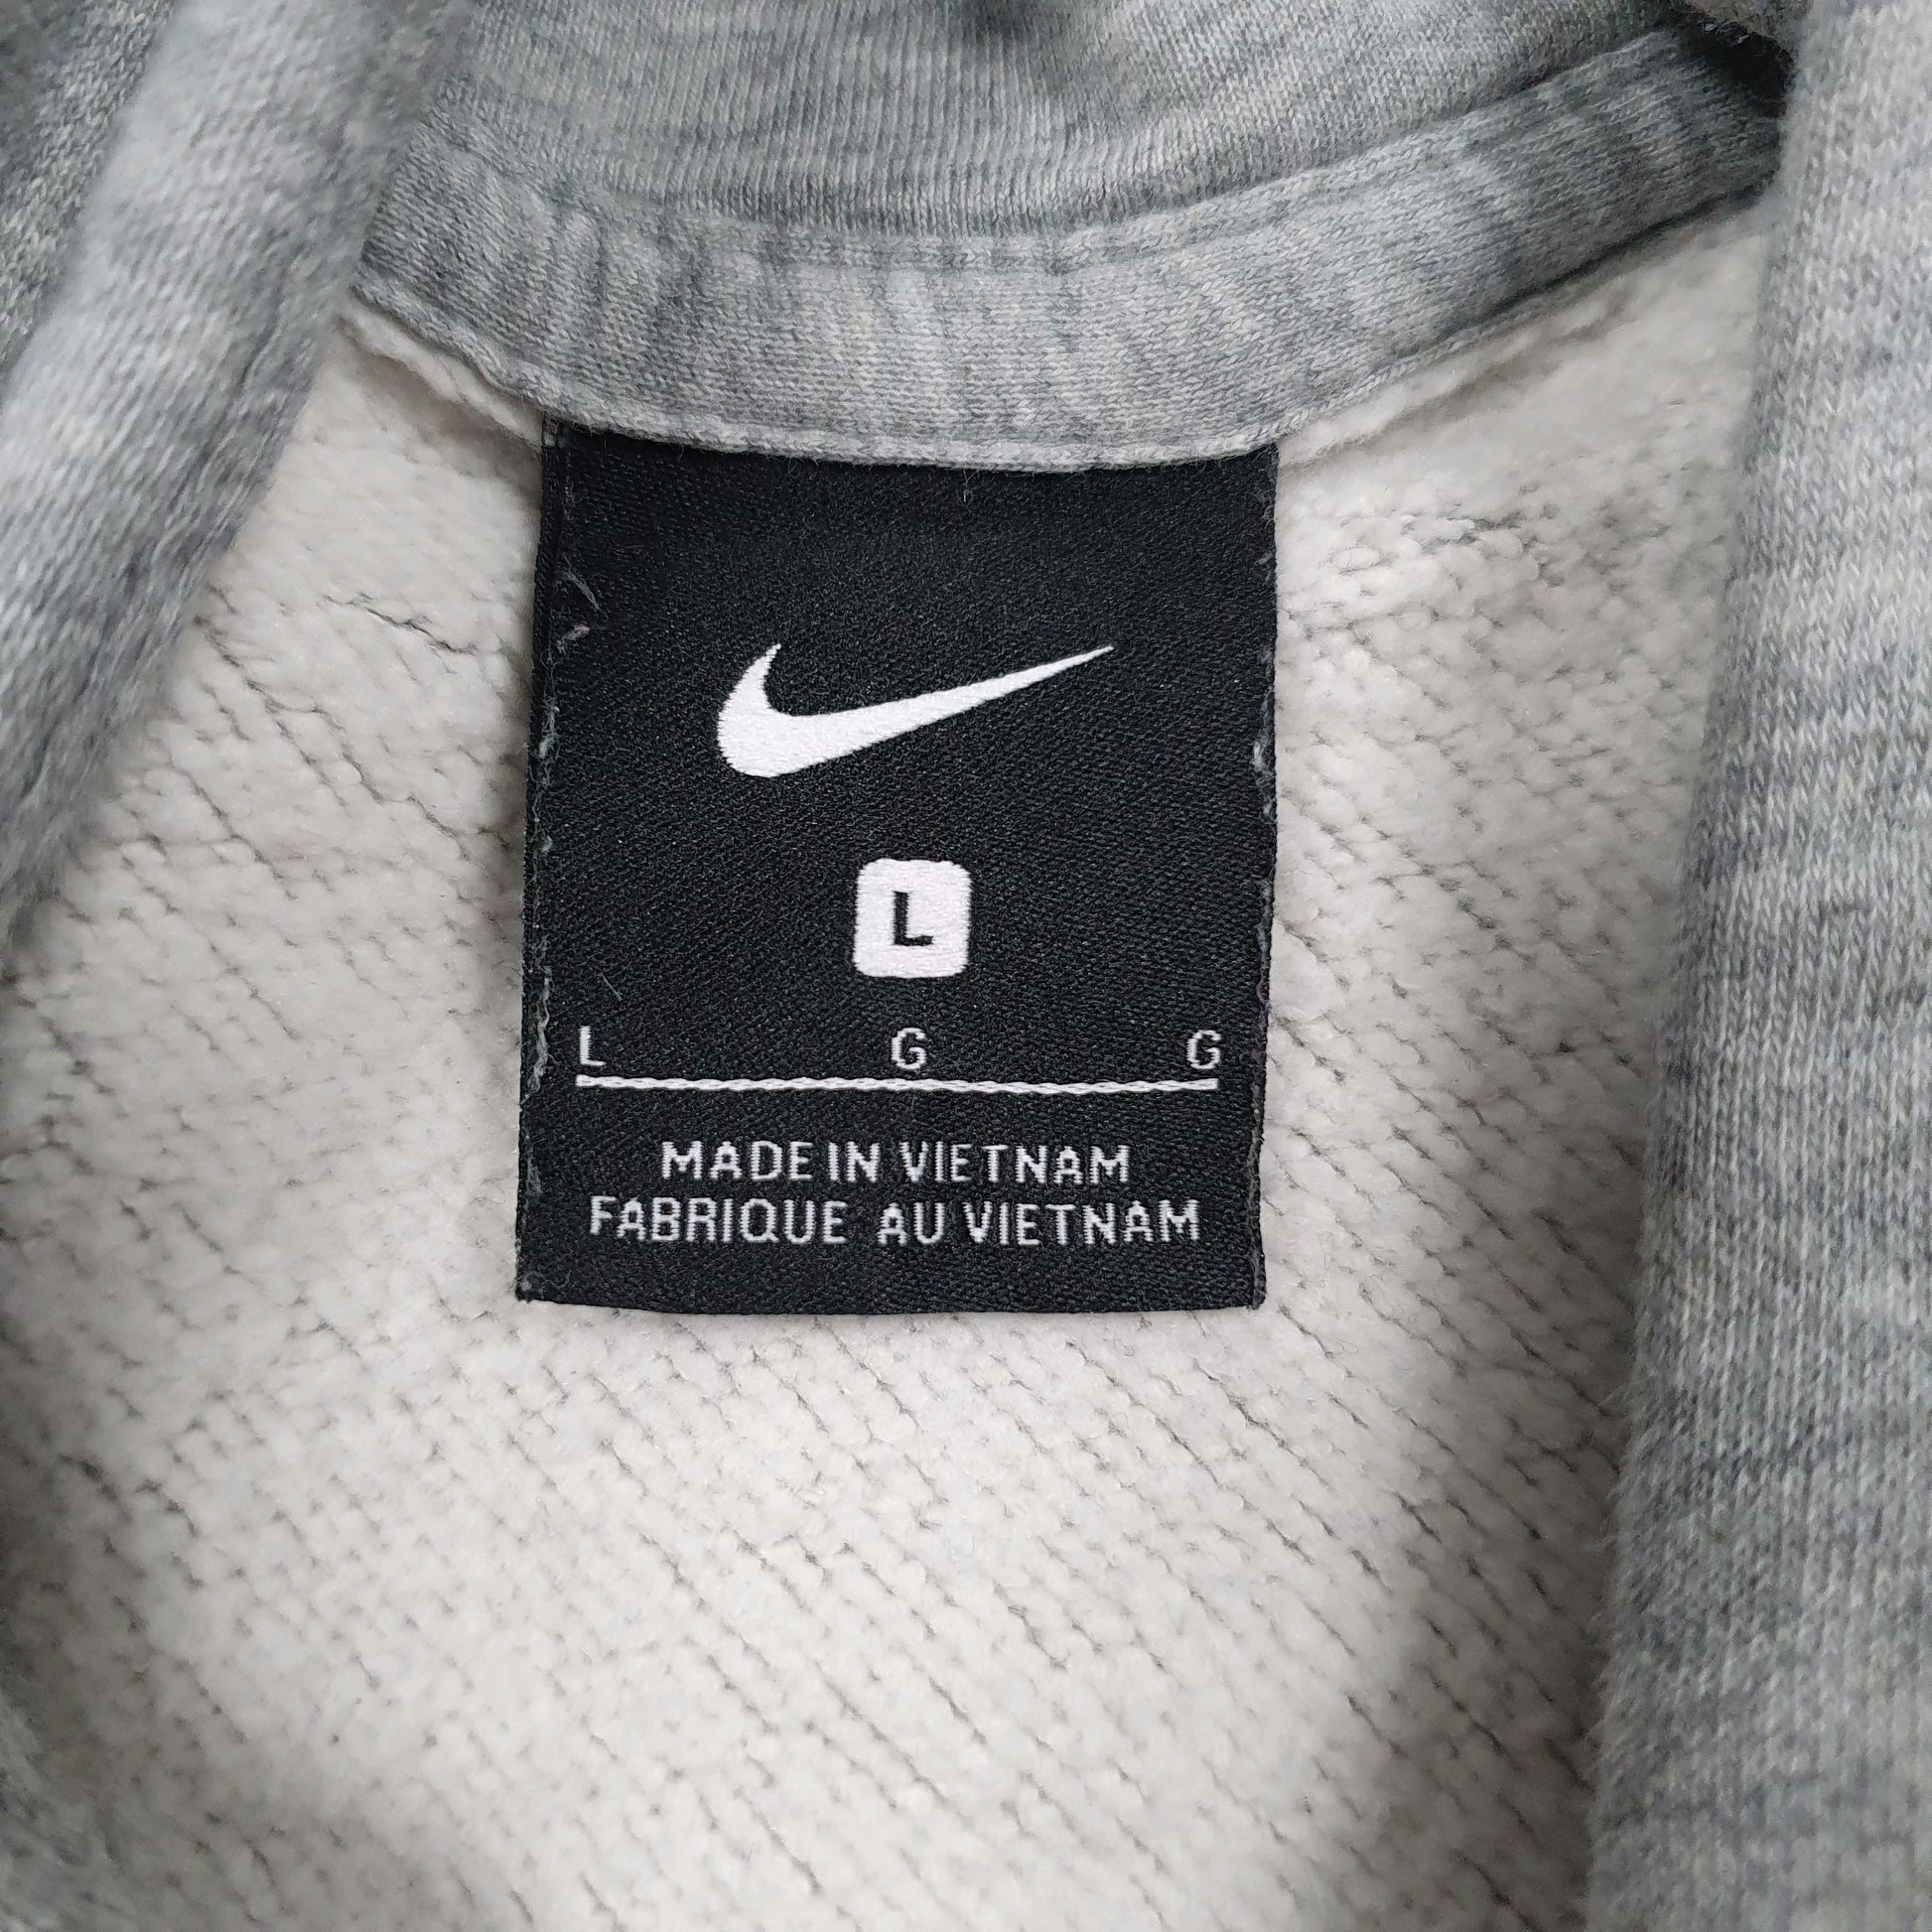 L
L G G
MADE IN VIETNAM
FABRIQUE AU VIETNAM